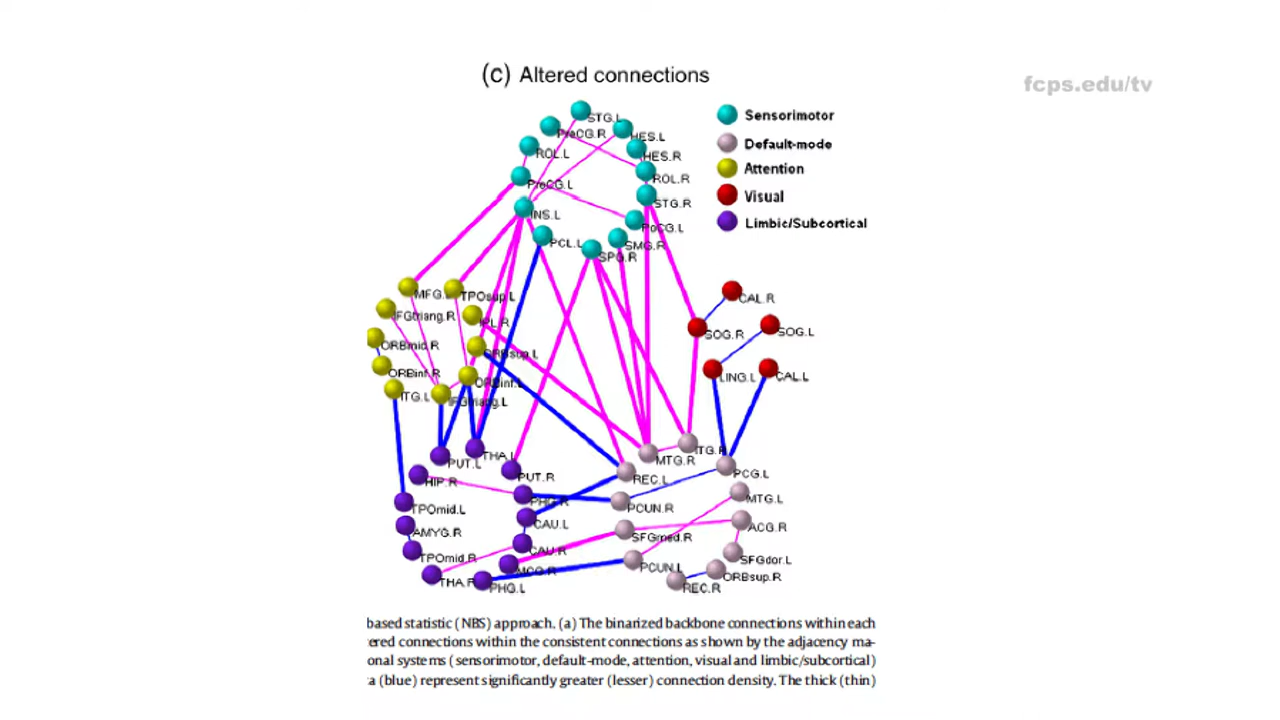 (c) Altered connections
fcps.edu/tv
Sensorimotor
Default-mode
Attention
Visual
Limbic/Subcortical
STG.L
PreCG.R
HES.L
ROL.L
HES.R
ROL.R
PreCG.L
STG.R
INS.L
PoCG.L
PCL.L
SMG.R
SPG.R
MFG.
TPOsup.L
CAL.R
IFGtriang.R
IPL.R
SOG.R
SOG.L
ORBmid.R
ORBsup.L
ORBinf.R
ORBinf.L
LING.L
CAL.L
ITG.L
IFGtriang.L
PUT.L
THA.L
MTG.R
ITG.R
HIP.R
PUT.R
REC.L
PCG.L
TPOmid.L
PHG.R
PCUN.R
MTG.L
AMYG.R
CAU.L
SFGmed.R
ACG.R
TPOmid.R
CAU.R
SFGdor.L
THA.R
MCG.R
PCUN.L
ORBsup.R
PHG.L
REC.R
based statistic (NBS) approach. (a) The binarized backbone connections within each
ered connections within the consistent connections as shown by the adjacency ma-
onal systems (sensorimotor, default-mode, attention, visual and limbic/subcortical)
a (blue) represent significantly greater (lesser) connection density. The thick (thin)